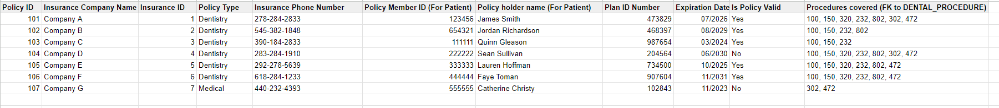 Policy ID Insurance Company Name Insurance ID Policy Type Insurance Phone Number Policy Member ID (For Patient) Policy holder name (For Patient) Plan ID Number Expiration Date Is Policy Valid Procedures covered (FK to DENTAL_PROCEDURE)
101 Company A 1 Dentistry 278-284-2833 123456 James Smith 473829 07/2026 Yes 100, 150, 320, 232, 802, 302, 472
102 Company B 2 Dentistry 545-382-1848 654321 Jordan Richardson 468397 08/2029 Yes 100, 150, 232, 802
103 Company C 3 Dentistry 390-184-2833 111111 Quinn Gleason 987654 03/2024 Yes 100, 150, 232
104 Company D 4 Dentistry 283-284-1910 222222 Sean Sullivan 204564 06/2030 No 100, 150, 320, 232, 802, 302, 472
105 Company E 5 Dentistry 292-278-5639 333333 Lauren Hoffman 734500 10/2025 Yes 100, 150, 320, 232, 802, 472
106 Company F 6 Dentistry 618-284-1233 444444 Faye Toman 907604 11/2031 Yes 100, 150, 320, 232, 802, 472
107 Company G 7 Medical 440-232-4393 555555 Catherine Christy 102843 11/2023 No 302, 472